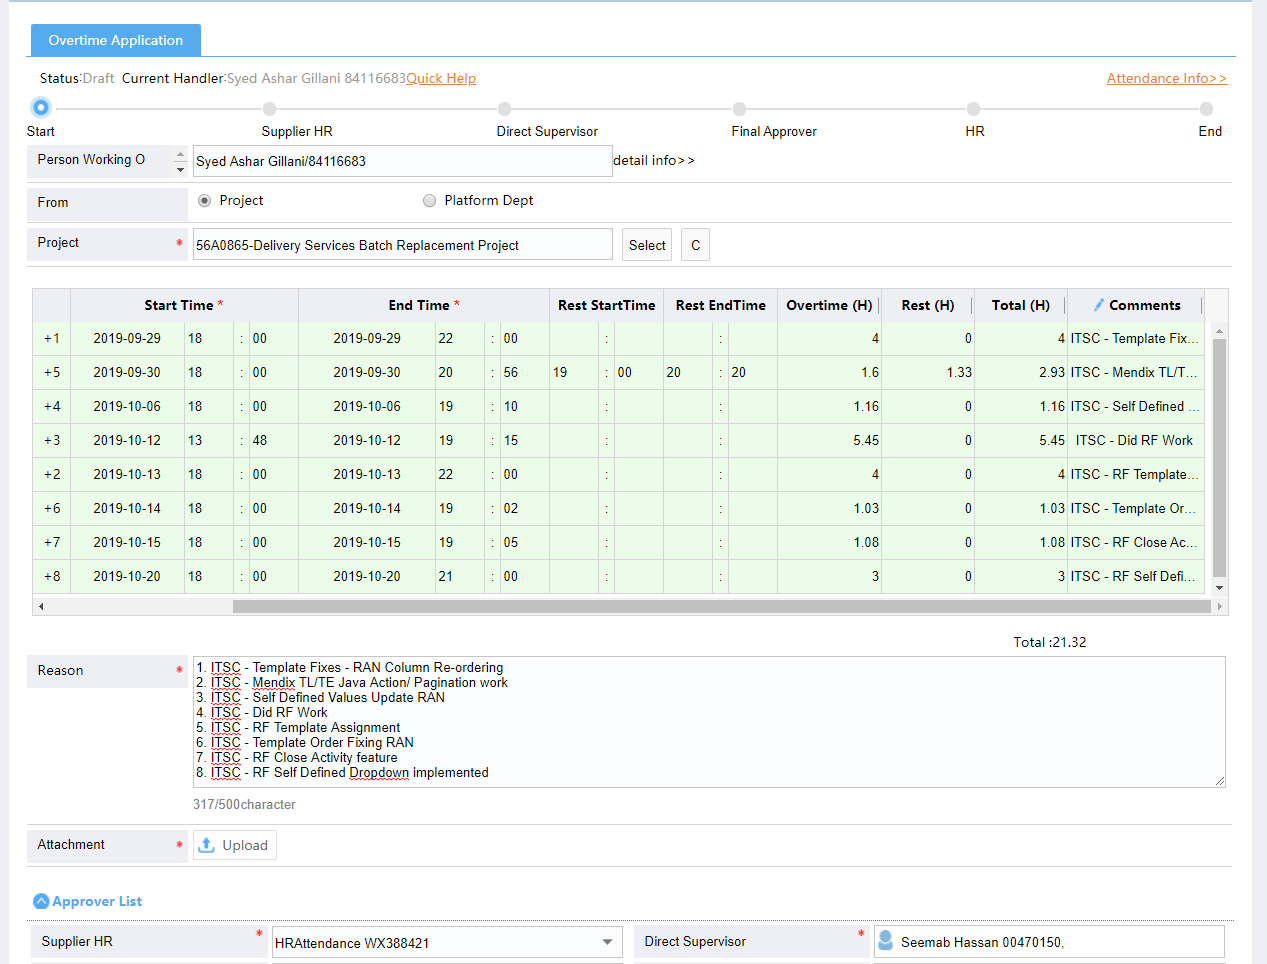 Overtime Application
Status:Draft Current Handler:Syed Ashar Gillani 84116683Quick Help Attendance Info>>
Start Supplier HR Direct Supervisor Final Approver HR End
Person Working O Syed Ashar Gillani/84116683 detail info>>
From Project Platform Dept
Project * 56A0865-Delivery Services Batch Replacement Project Select C
Start Time * End Time * Rest StartTime Rest EndTime Overtime (H) Rest (H) Total (H) Comments
+1 2019-09-29 18 : 00 2019-09-29 22 : 00 : : 4 0 4 ITSC - Template Fix...
+5 2019-09-30 18 : 00 2019-09-30 20 : 56 19 : 00 20 : 20 1.6 1.33 2.93 ITSC - Mendix TL/T...
+4 2019-10-06 18 : 00 2019-10-06 19 : 10 : : 1.16 0 1.16 ITSC - Self Defined ...
+3 2019-10-12 13 : 48 2019-10-12 19 : 15 : : 5.45 0 5.45 ITSC - Did RF Work
+2 2019-10-13 18 : 00 2019-10-13 22 : 00 : : 4 0 4 ITSC - RF Template...
+6 2019-10-14 18 : 00 2019-10-14 19 : 02 : : 1.03 0 1.03 ITSC - Template Or...
+7 2019-10-15 18 : 00 2019-10-15 19 : 05 : : 1.08 0 1.08 ITSC - RF Close Ac...
+8 2019-10-20 18 : 00 2019-10-20 21 : 00 : : 3 0 3 ITSC - RF Self Defi...
Total :21.32
Reason *
1. ITSC - Template Fixes - RAN Column Re-ordering
2. ITSC - Mendix TL/TE Java Action/ Pagination work
3. ITSC - Self Defined Values Update RAN
4. ITSC - Did RF Work
5. ITSC - RF Template Assignment
6. ITSC - Template Order Fixing RAN
7. ITSC - RF Close Activity feature
8. ITSC - RF Self Defined Dropdown implemented
317/500character
Attachment * Upload
Approver List
Supplier HR * HRAttendance WX388421 Direct Supervisor * Seemab Hassan 00470150,